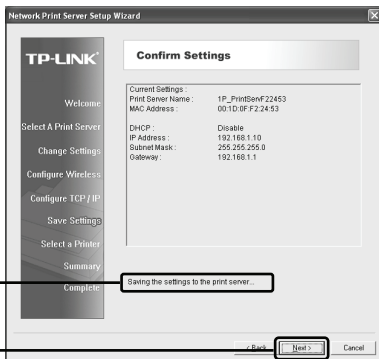 Network Print Server Setup Wizard
TP-LINK
Confirm Settings
Welcome
Select A Print Server
Change Settings
Configure Wireless
Configure TCP / IP
Save Settings
Select a Printer
Summary
Complete
Current Settings :
Print Server Name : 1P_PrintServF22453
MAC Address : 00:1D:0F:F2:24:53
DHCP : Disable
IP Address : 192.168.1.10
Subnet Mask : 255.255.255.0
Gateway : 192.168.1.1
Saving the settings to the print server...
< Back Next > Cancel